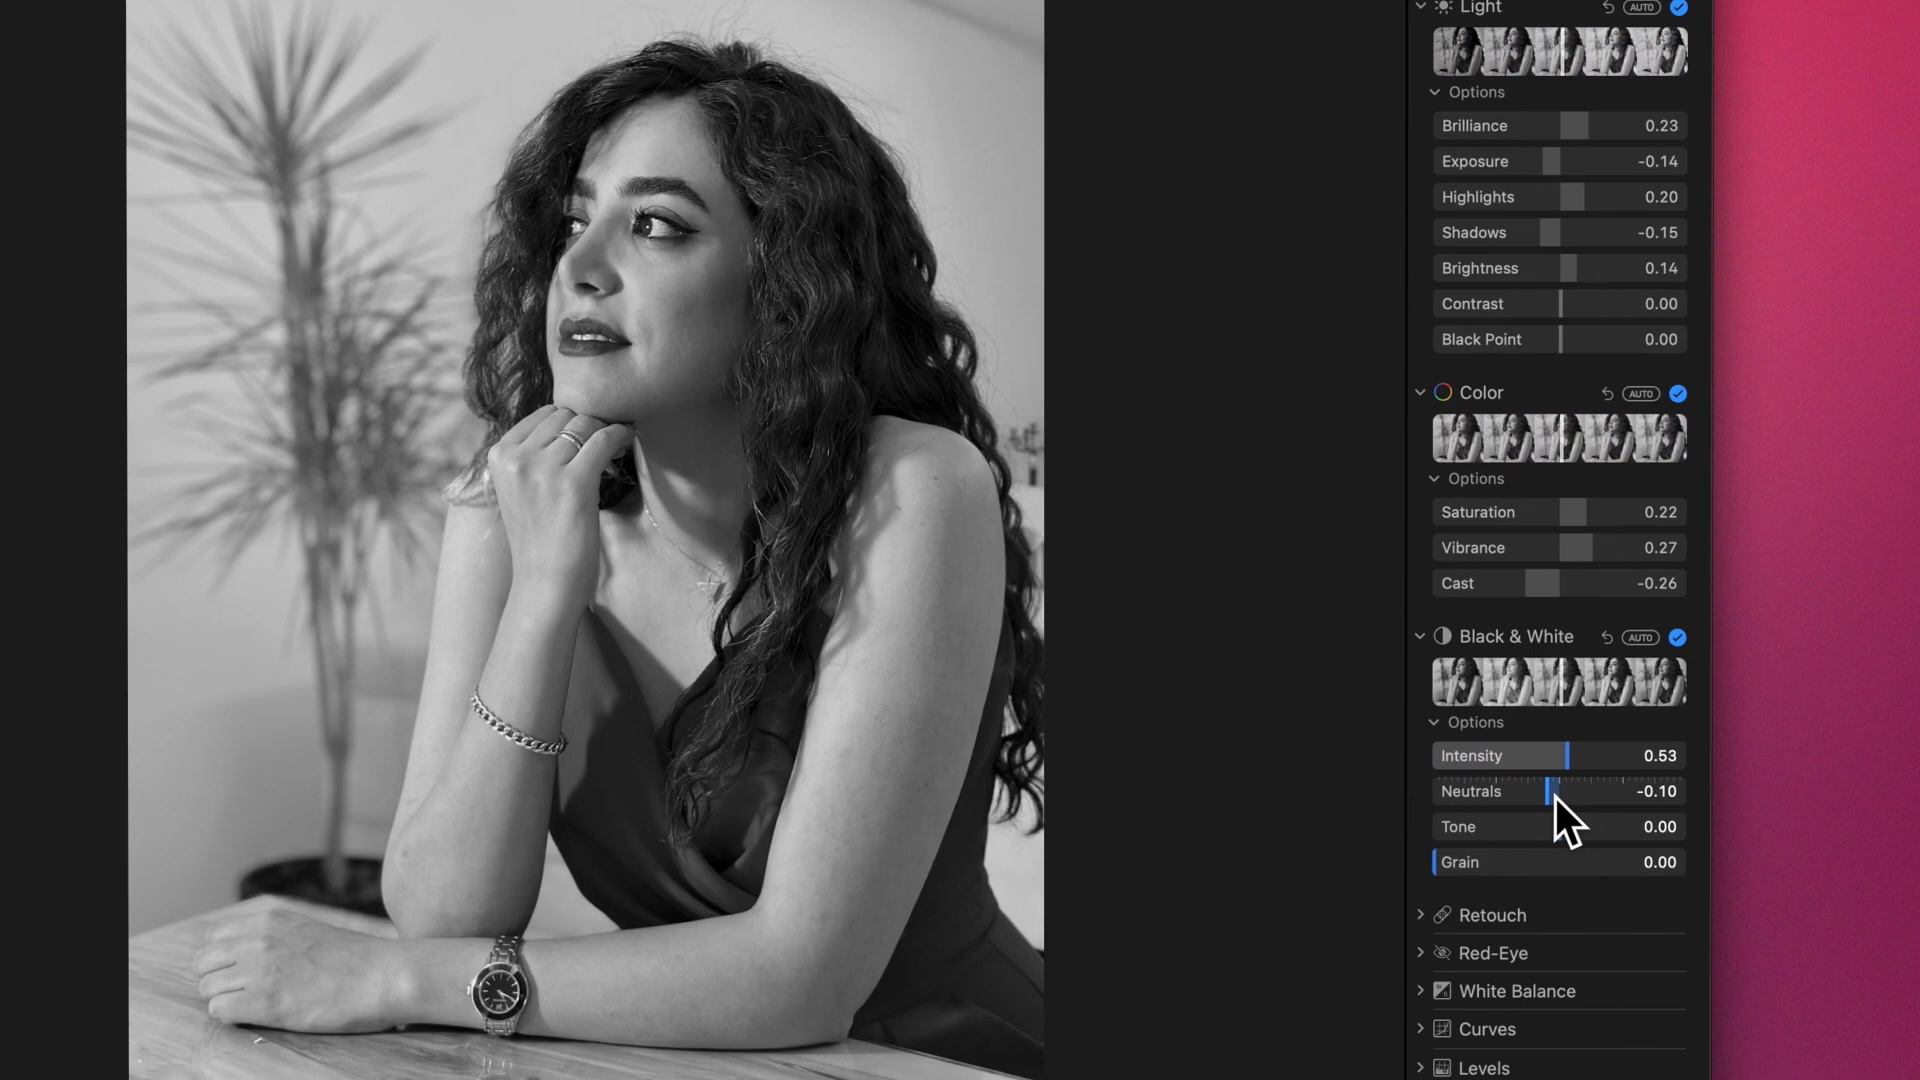 Light AUTO
Options
Brilliance 0.23
Exposure -0.14
Highlights 0.20
Shadows -0.15
Brightness 0.14
Contrast 0.00
Black Point 0.00
Color AUTO
Options
Saturation 0.22
Vibrance 0.27
Cast -0.26
Black & White AUTO
Options
Intensity 0.53
Neutrals -0.10
Tone 0.00
Grain 0.00
Retouch
Red-Eye
White Balance
Curves
Levels